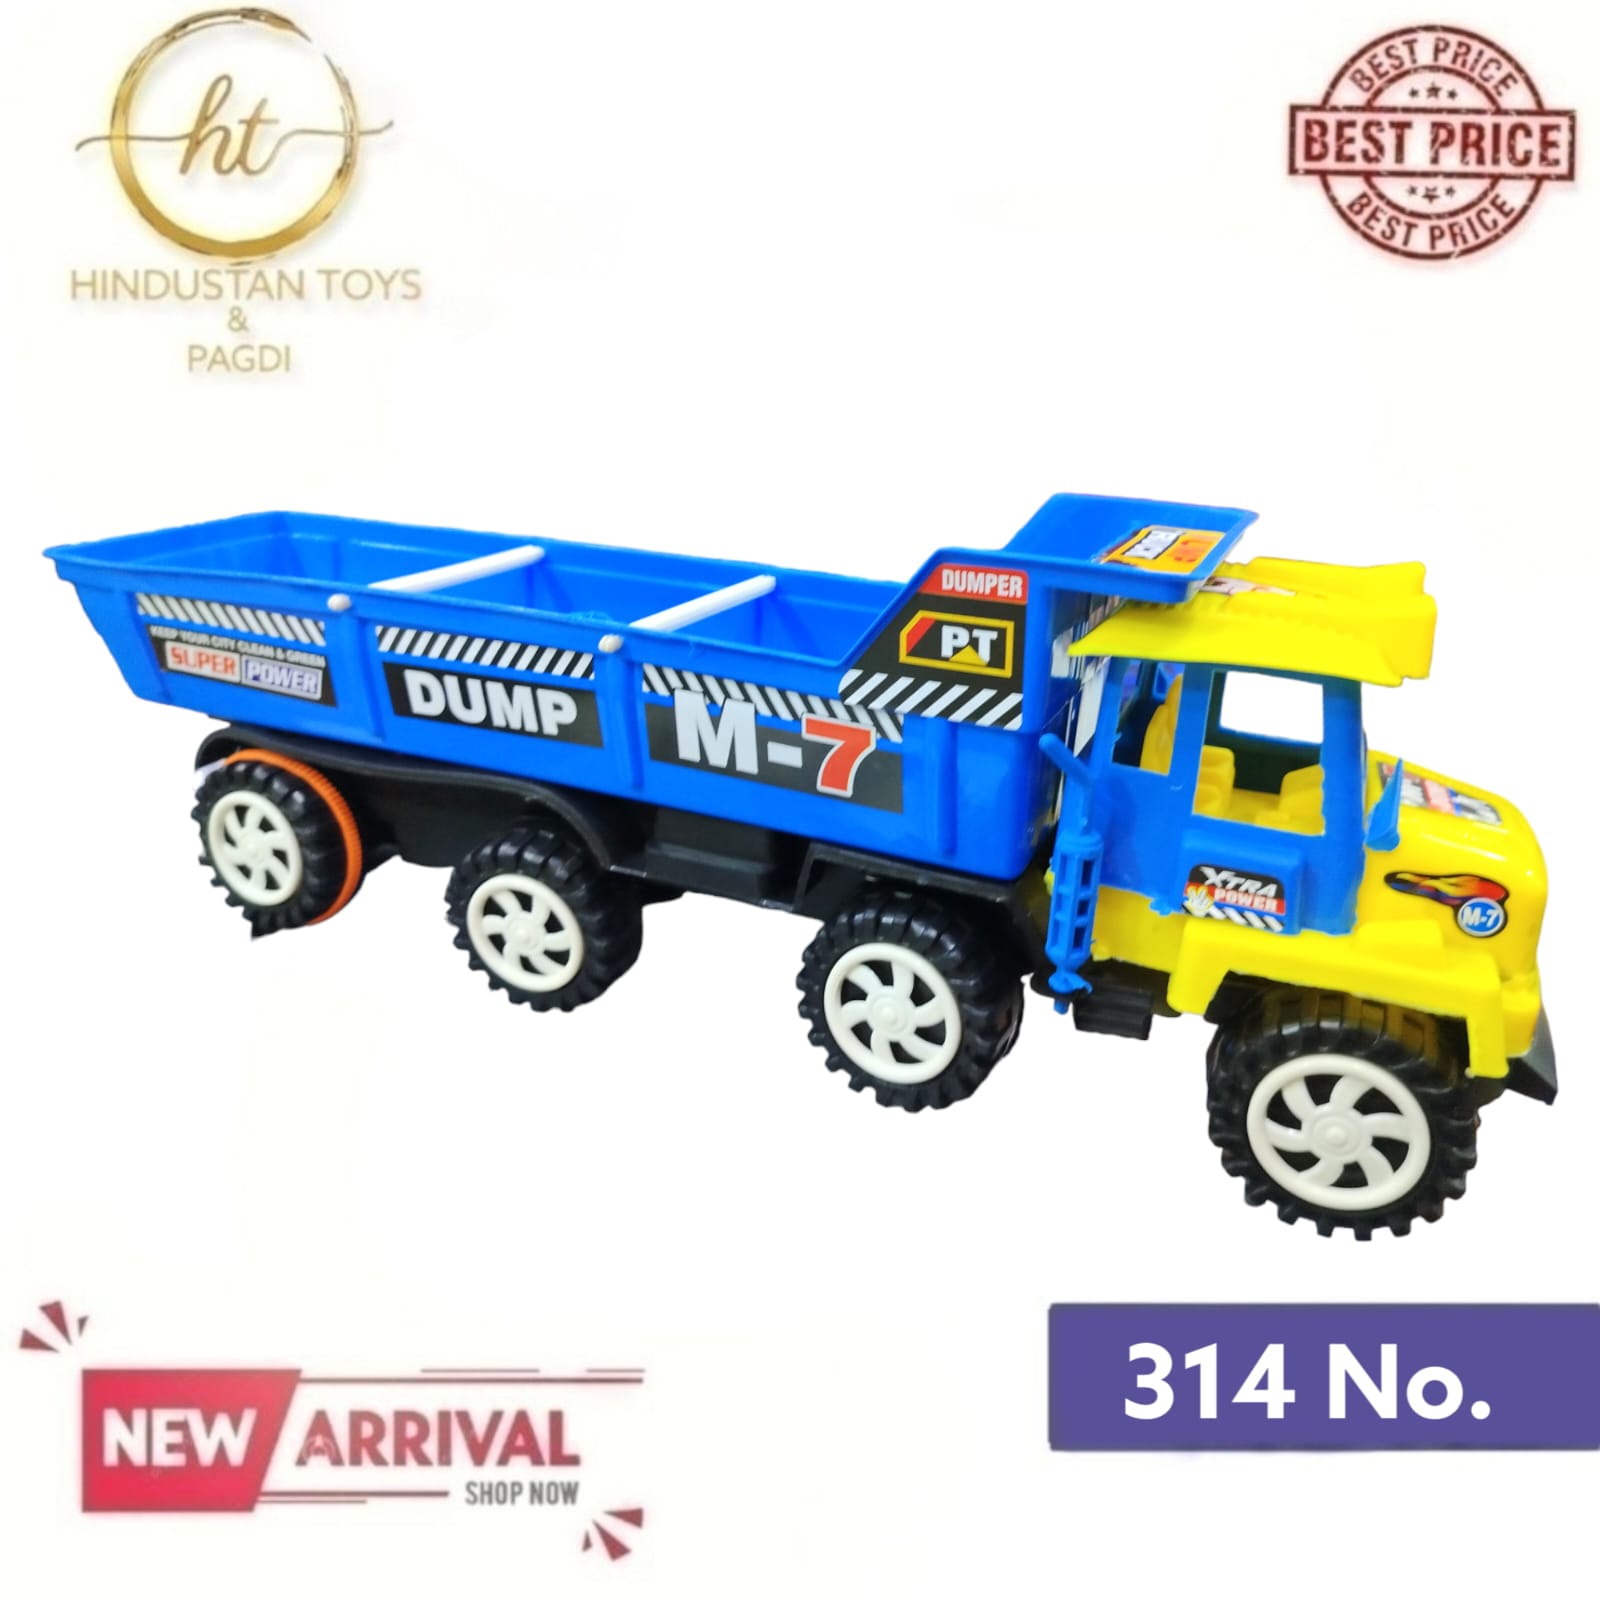 ht
HINDUSTAN TOYS
&
PAGDI
BEST PRICE
BEST PRICE
BEST PRICE
DUMPER
PT
KEEP YOUR CITY CLEAN & GREEN
SUPER POWER
DUMP
M-7
XTRA
POWER
M-7
NEW ARRIVAL
SHOP NOW
314 No.